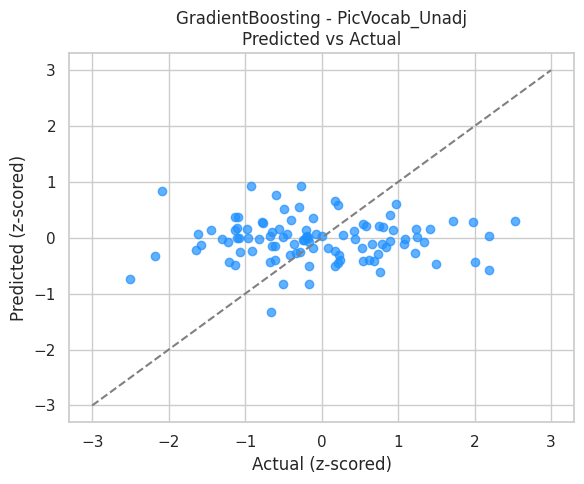 GradientBoosting - PicVocab_Unadj
Predicted vs Actual
3
2
1
0
−1
−2
−3
Predicted (z-scored)
−3 −2 −1 0 1 2 3
Actual (z-scored)